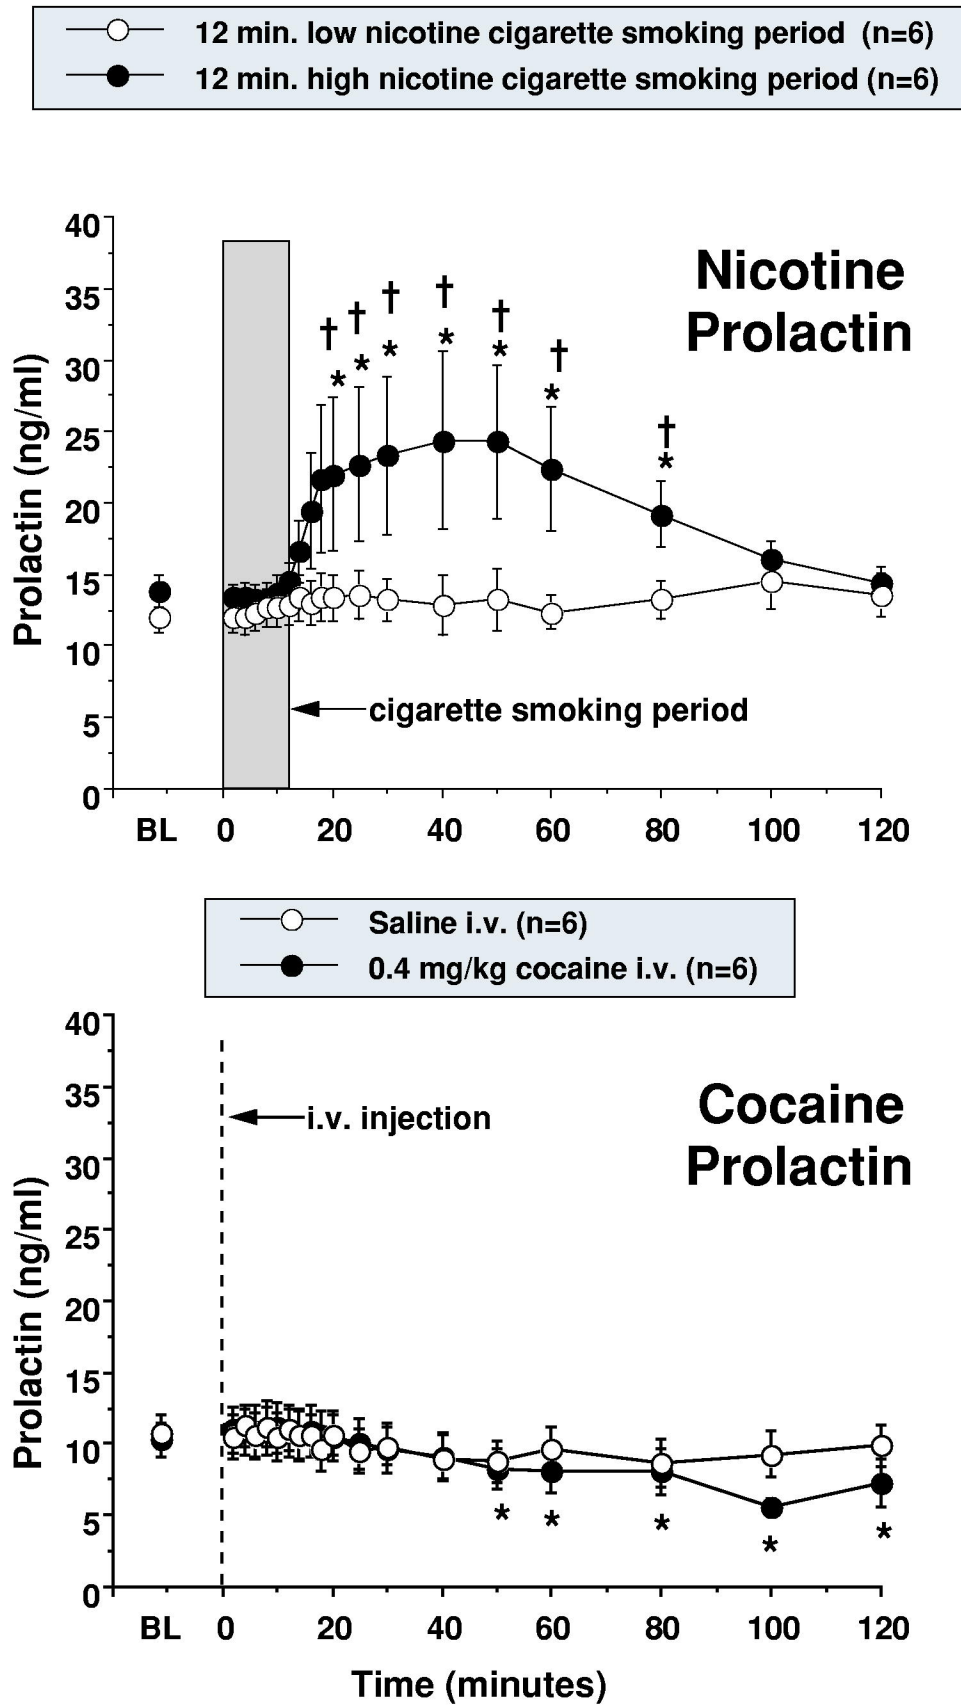 12 min. low nicotine cigarette smoking period (n=6)
12 min. high nicotine cigarette smoking period (n=6)
Nicotine
Prolactin
Prolactin (ng/ml)
40
35
30
25
20
15
10
5
0
† † † † † † †
* * * * * * *
cigarette smoking period
BL 0 20 40 60 80 100 120
Saline i.v. (n=6)
0.4 mg/kg cocaine i.v. (n=6)
Cocaine
Prolactin
Prolactin (ng/ml)
40
35
30
25
20
15
10
5
0
i.v. injection
* * * * *
BL 0 20 40 60 80 100 120
Time (minutes)